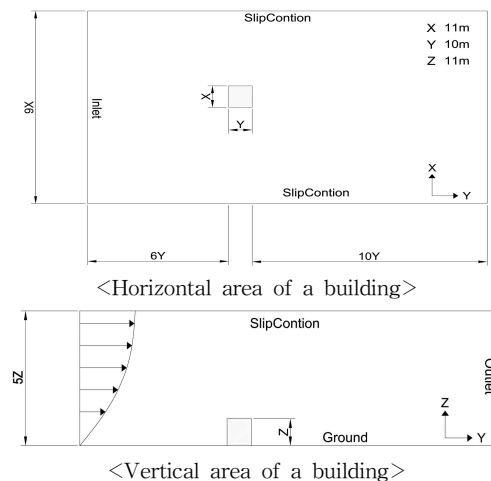 SlipContion
X 11m
Y 10m
Z 11m
9X
Inlet
X
Y
X
Y
SlipContion
6Y
10Y
<Horizontal area of a building>
SlipContion
5Z
Outlet
Z
Z
Ground
Y
<Vertical area of a building>